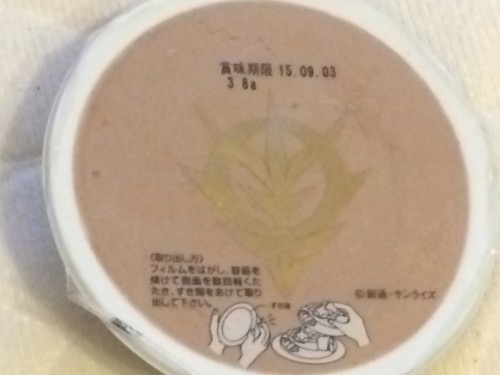 賞味期限 15.09.03
3 8a
〈取り出し方〉
フィルムをはがし、容器を
傾けて側面を数回軽くた
たき、すき間をあけて取り
出して下さい。
すき間
©創通・サンライズ